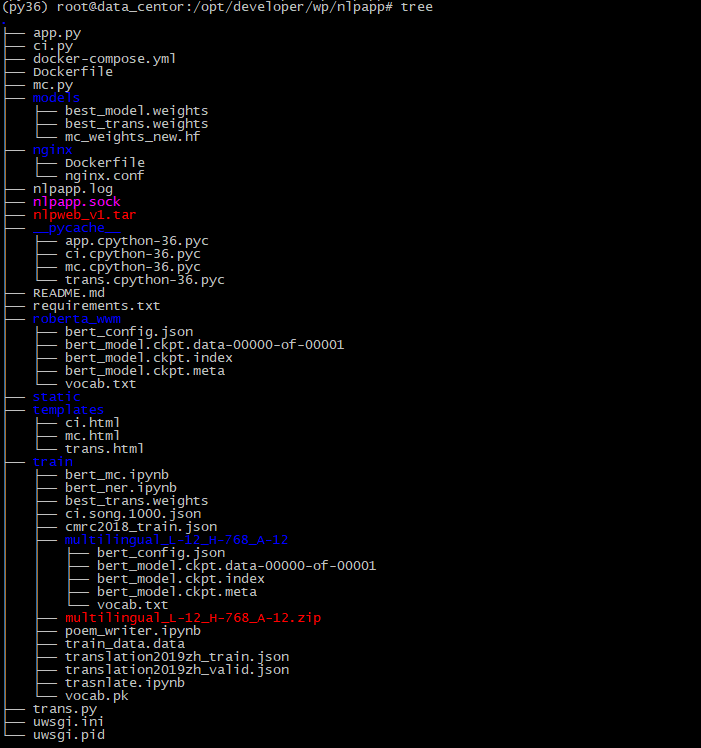 (py36) root@data_centor:/opt/developer/wp/nlpapp# tree
.
├── app.py
├── ci.py
├── docker-compose.yml
├── Dockerfile
├── mc.py
├── models
│   ├── best_model.weights
│   ├── best_trans.weights
│   └── mc_weights_new.hf
├── nginx
│   ├── Dockerfile
│   └── nginx.conf
├── nlpapp.log
├── nlpapp.sock
├── nlpweb_v1.tar
├── __pycache__
│   ├── app.cpython-36.pyc
│   ├── ci.cpython-36.pyc
│   ├── mc.cpython-36.pyc
│   └── trans.cpython-36.pyc
├── README.md
├── requirements.txt
├── roberta_wwm
│   ├── bert_config.json
│   ├── bert_model.ckpt.data-00000-of-00001
│   ├── bert_model.ckpt.index
│   ├── bert_model.ckpt.meta
│   └── vocab.txt
├── static
├── templates
│   ├── ci.html
│   ├── mc.html
│   └── trans.html
├── train
│   ├── bert_mc.ipynb
│   ├── bert_ner.ipynb
│   ├── best_trans.weights
│   ├── ci.song.1000.json
│   ├── cmrc2018_train.json
│   ├── multilingual_L-12_H-768_A-12
│   │   ├── bert_config.json
│   │   ├── bert_model.ckpt.data-00000-of-00001
│   │   ├── bert_model.ckpt.index
│   │   ├── bert_model.ckpt.meta
│   │   └── vocab.txt
│   ├── multilingual_L-12_H-768_A-12.zip
│   ├── poem_writer.ipynb
│   ├── train_data.data
│   ├── translation2019zh_train.json
│   ├── translation2019zh_valid.json
│   ├── trasnlate.ipynb
│   └── vocab.pk
├── trans.py
├── uwsgi.ini
└── uwsgi.pid